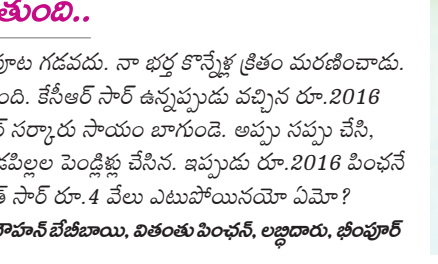 తుంది..
పూట గడవదు. నా భర్త కొన్నేళ్ల క్రితం మరణించాడు.
ంది. కేసీఆర్ సార్ ఉన్నప్పుడు వచ్చిన రూ.2016
సర్కారు సాయం బాగుండె. అప్పు సప్పు చేసి,
డపిల్లల పెండ్లిళ్లు చేసిన. ఇప్పుడు రూ.2016 పింఛనే
సార్ రూ.4 వేలు ఎటుపోయినయో ఏమో?
మోహన్ బేబీబాయి, వితంతు పింఛన్, లబ్ధిదారు, భీంపూర్